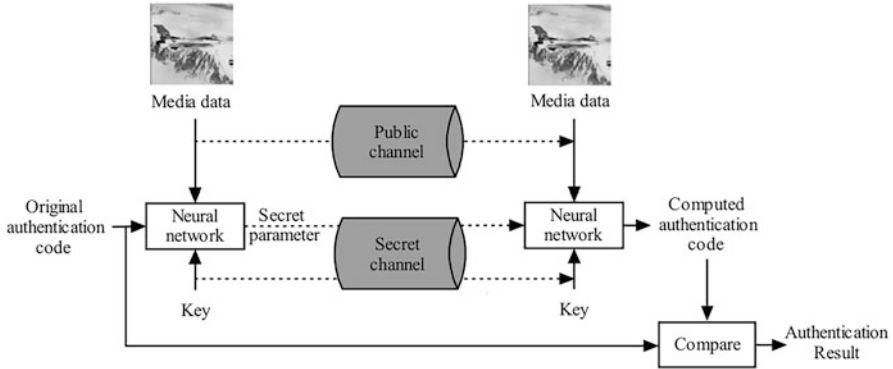 Media data
Media data
Public
channel
Original
authentication
code
Neural
network
Secret
parameter
Secret
channel
Neural
network
Computed
authentication
code
Key
Key
Compare
Authentication
Result